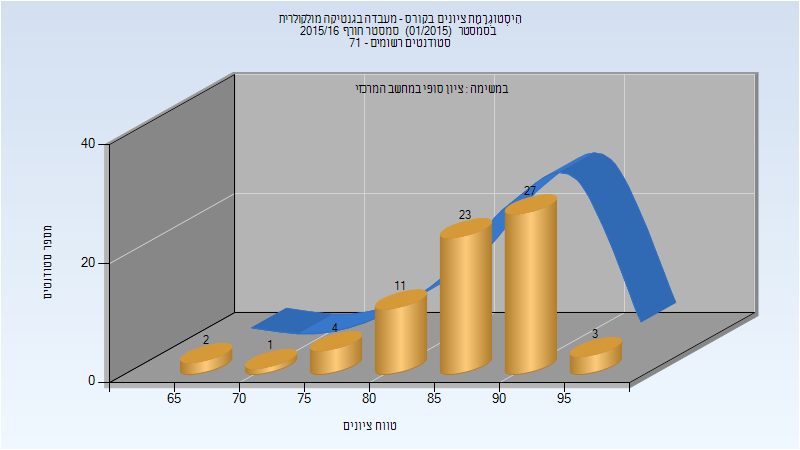 היסטוגרמת ציונים בקורס - מעבדה בגנטיקה מולקולרית
בסמסטר (01/2015) סמסטר חורף 2015/16
סטודנטים רשומים - 71
במשימה : ציון סופי במחשב המרכזי
מספר סטודנטים
40
20
0
2
1
4
11
23
27
3
65
70
75
80
85
90
95
טווח ציונים